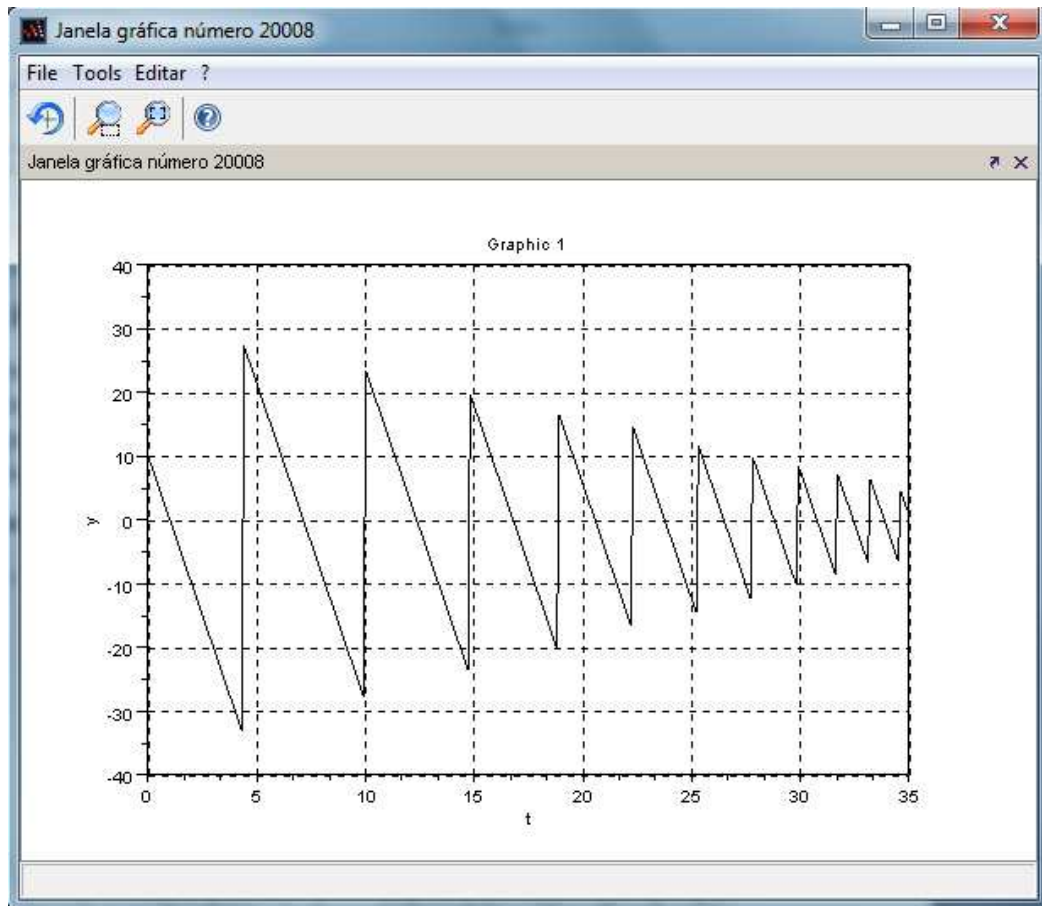 Janela gráfica número 20008
File Tools Editar ?
Janela gráfica número 20008
Graphic 1
40
30
20
10
0
-10
-20
-30
-40
y
0 5 10 15 20 25 30 35
t